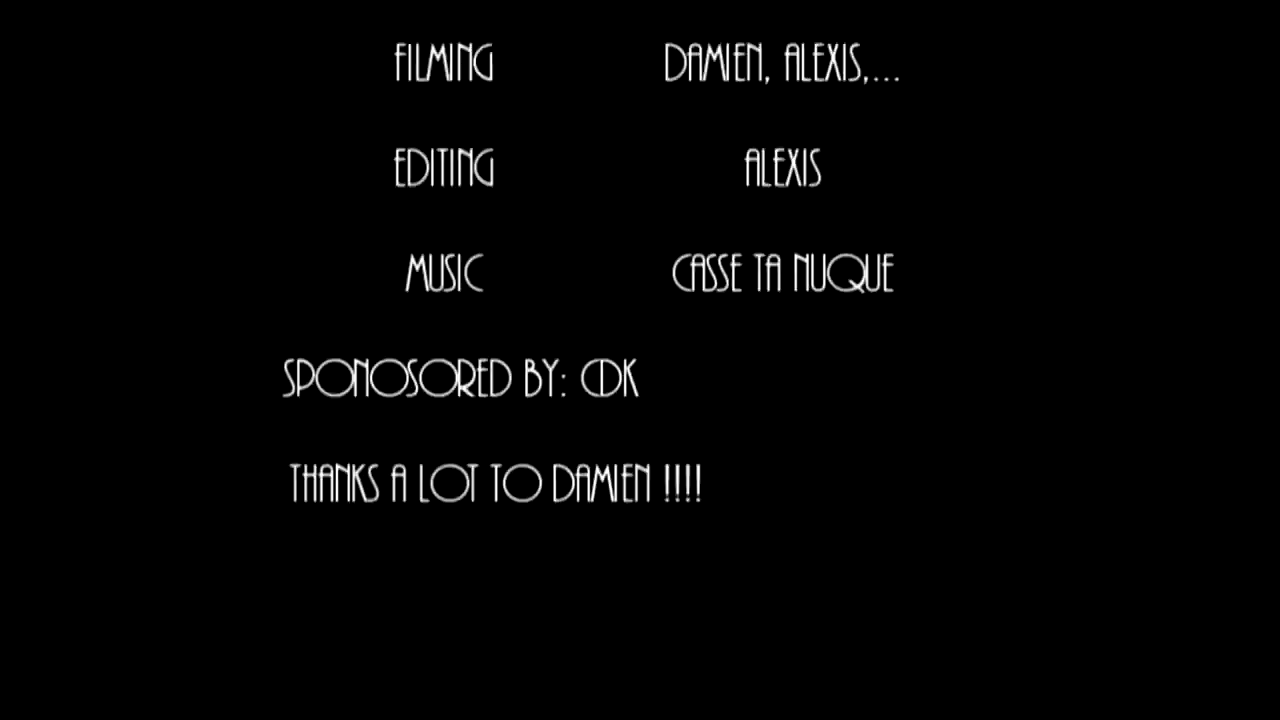 FILMING DAMIEN, ALEXIS,...
EDITING ALEXIS
MUSIC CASSE TA NUQUE
SPONOSORED BY: CDK
THANKS A LOT TO DAMIEN !!!!